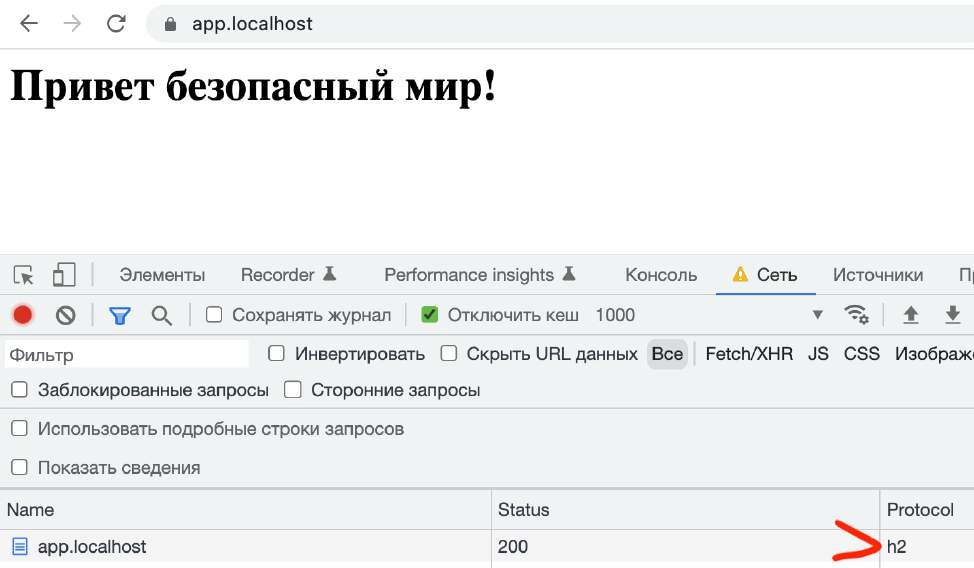 app.localhost
Привет безопасный мир!
Элементы Recorder Performance insights Консоль Сеть Источники
Сохранять журнал Отключить кеш 1000
Фильтр Инвертировать Скрыть URL данных Все Fetch/XHR JS CSS Изображе
Заблокированные запросы Сторонние запросы
Использовать подробные строки запросов
Показать сведения
Name Status Protocol
app.localhost 200 h2